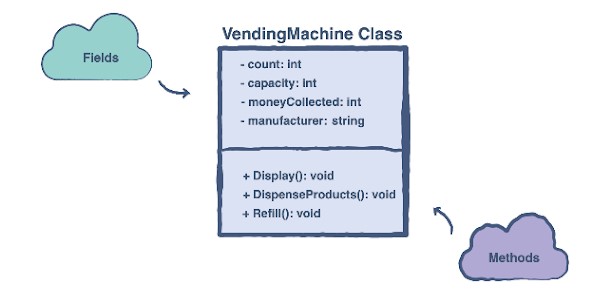 VendingMachine Class
Fields
- count: int
- capacity: int
- moneyCollected: int
- manufacturer: string
+ Display(): void
+ DispenseProducts(): void
+ Refill(): void
Methods